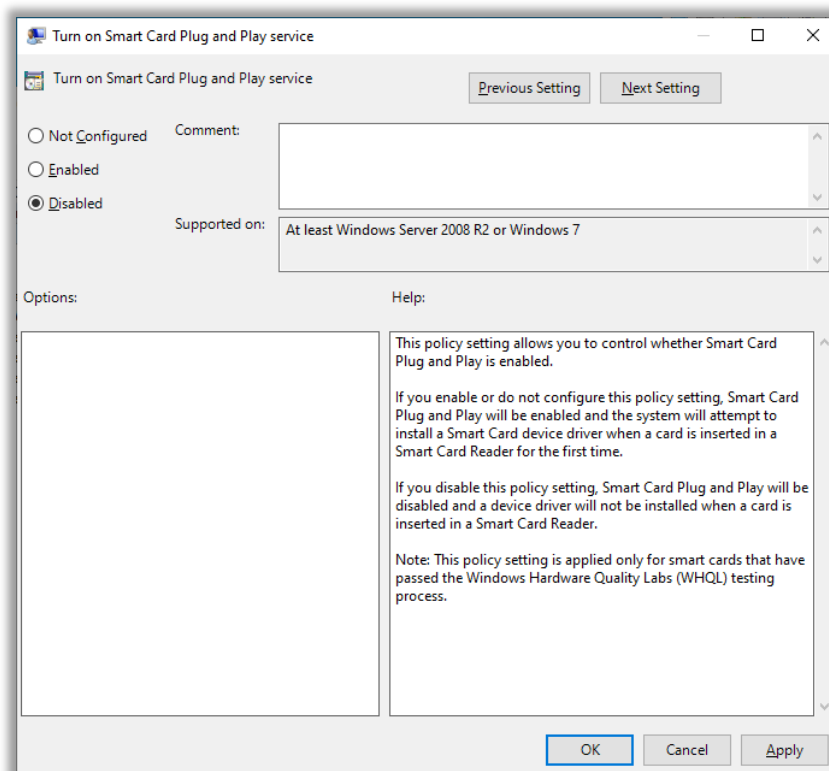 Turn on Smart Card Plug and Play service
Turn on Smart Card Plug and Play service
Previous Setting
Next Setting
Not Configured
Comment:
Enabled
Disabled
Supported on:
At least Windows Server 2008 R2 or Windows 7
Options:
Help:
This policy setting allows you to control whether Smart Card
Plug and Play is enabled.
If you enable or do not configure this policy setting, Smart Card
Plug and Play will be enabled and the system will attempt to
install a Smart Card device driver when a card is inserted in a
Smart Card Reader for the first time.
If you disable this policy setting, Smart Card Plug and Play will be
disabled and a device driver will not be installed when a card is
inserted in a Smart Card Reader.
Note: This policy setting is applied only for smart cards that have
passed the Windows Hardware Quality Labs (WHQL) testing
process.
OK
Cancel
Apply